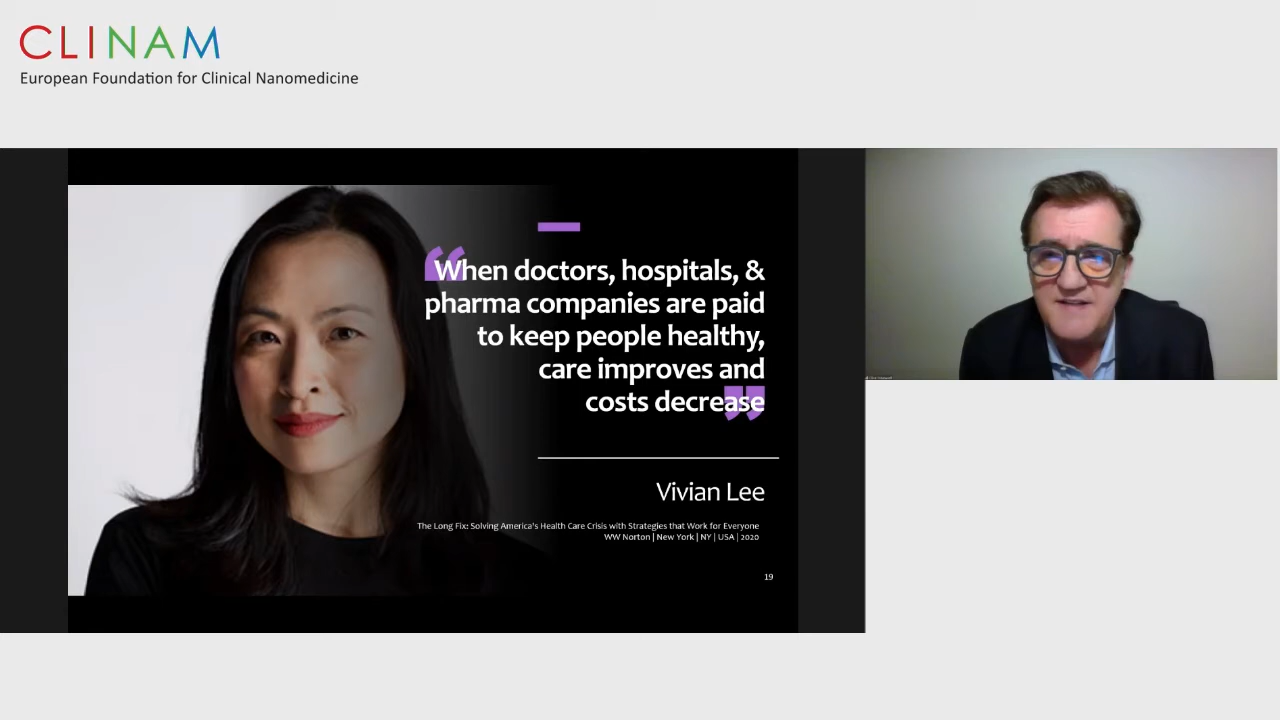 CLINAM
European Foundation for Clinical Nanomedicine
“When doctors, hospitals, &
pharma companies are paid
to keep people healthy,
care improves and
costs decrease”
Vivian Lee
The Long Fix: Solving America's Health Care Crisis with Strategies that Work for Everyone
WW Norton | New York | NY | USA | 2020
19